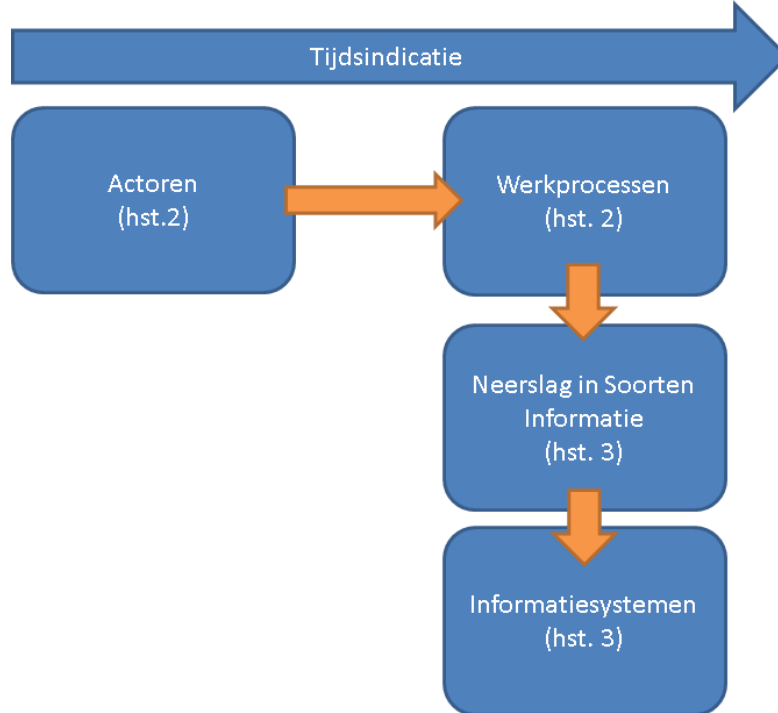 Tijdsindicatie
Actoren
(hst.2)
Werkprocessen
(hst. 2)
Neerslag in Soorten
Informatie
(hst. 3)
Informatiesystemen
(hst. 3)